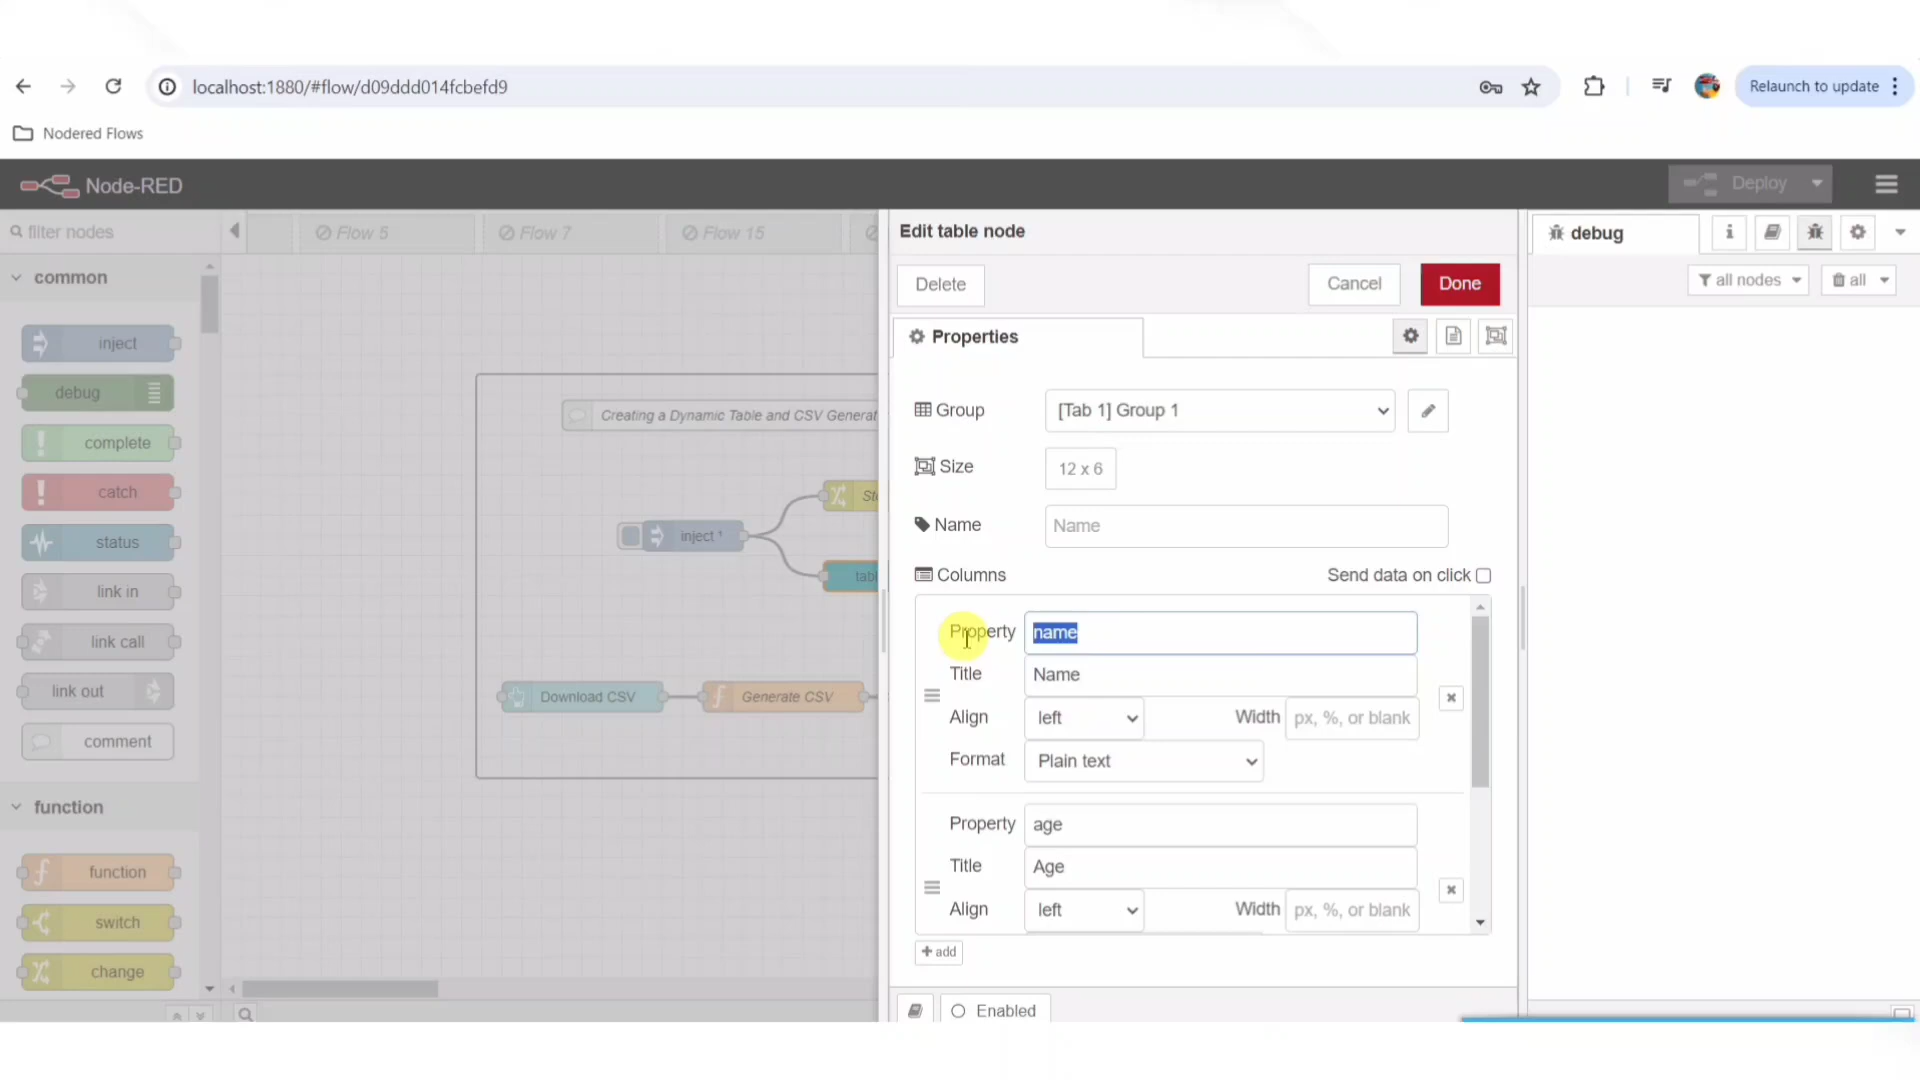 localhost:1880/#flow/d09ddd014fcbefd9
Relaunch to update
Nodered Flows
Node-RED
Deploy
filter nodes
Flow 5
Flow 7
Flow 15
Edit table node
debug
Delete
Cancel
Done
all nodes
all
common
Properties
inject
debug
complete
catch
status
link in
link call
link out
comment
function
function
switch
change
Creating a Dynamic Table and CSV Generat
inject
Download CSV
Generate CSV
Group
[Tab 1] Group 1
Size
12 x 6
Name
Name
Columns
Send data on click
Property
name
Title
Name
Align
left
Width
px, %, or blank
Format
Plain text
Property
age
Title
Age
Align
left
Width
px, %, or blank
add
Enabled